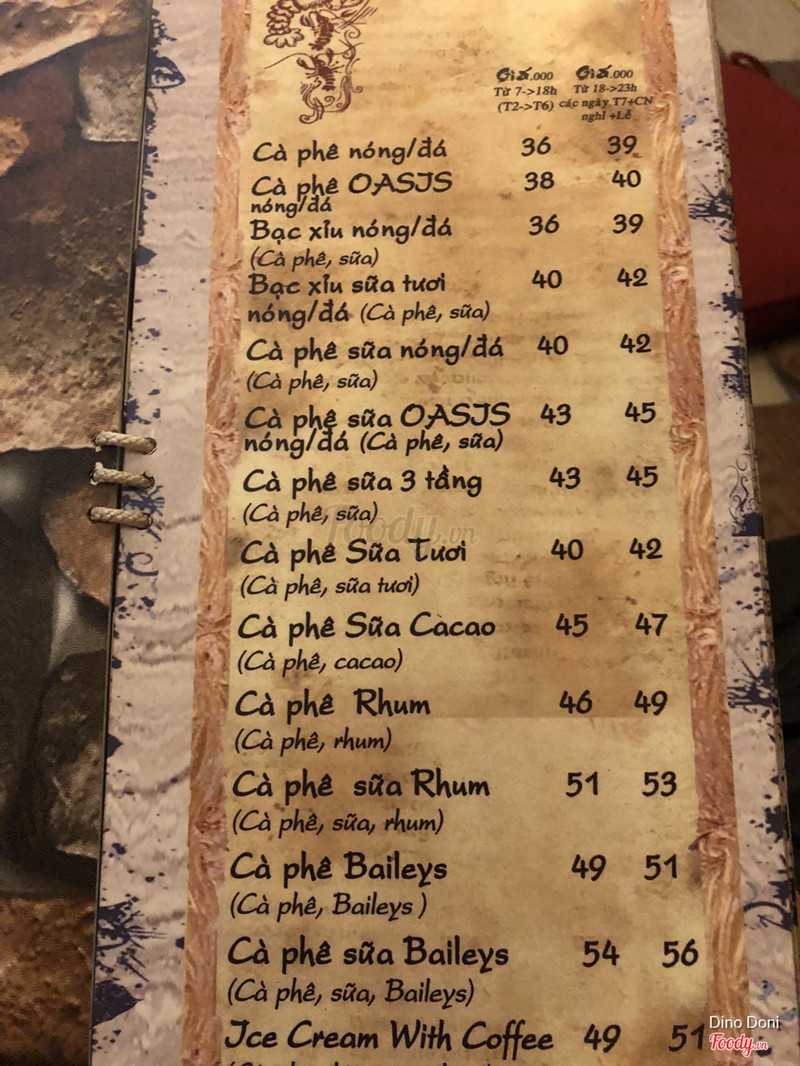 Giá.000 Giá.000
Từ 7->18h Từ 18->23h
(T2->T6) các ngày T7+CN
nghỉ +Lễ
Cà phê nóng/đá 36 39
Cà phê OASIS 38 40
nóng/đá
Bạc xỉu nóng/đá 36 39
(Cà phê, sữa)
Bạc xỉu sữa tươi 40 42
nóng/đá (Cà phê, sữa)
Cà phê sữa nóng/đá 40 42
(Cà phê, sữa)
Cà phê sữa OASIS 43 45
nóng/đá (Cà phê, sữa)
Cà phê sữa 3 tầng 43 45
(Cà phê, sữa)
foody.vn
Cà phê Sữa Tươi 40 42
(Cà phê, sữa tươi)
Cà phê Sữa Cacao 45 47
(Cà phê, cacao)
Cà phê Rhum 46 49
(Cà phê, rhum)
Cà phê sữa Rhum 51 53
(Cà phê, sữa, rhum)
Cà phê Baileys 49 51
(Cà phê, Baileys )
Cà phê sữa Baileys 54 56
(Cà phê, sữa, Baileys)
Ice Cream With Coffee 49 51
Dino Doni
Foody.vn